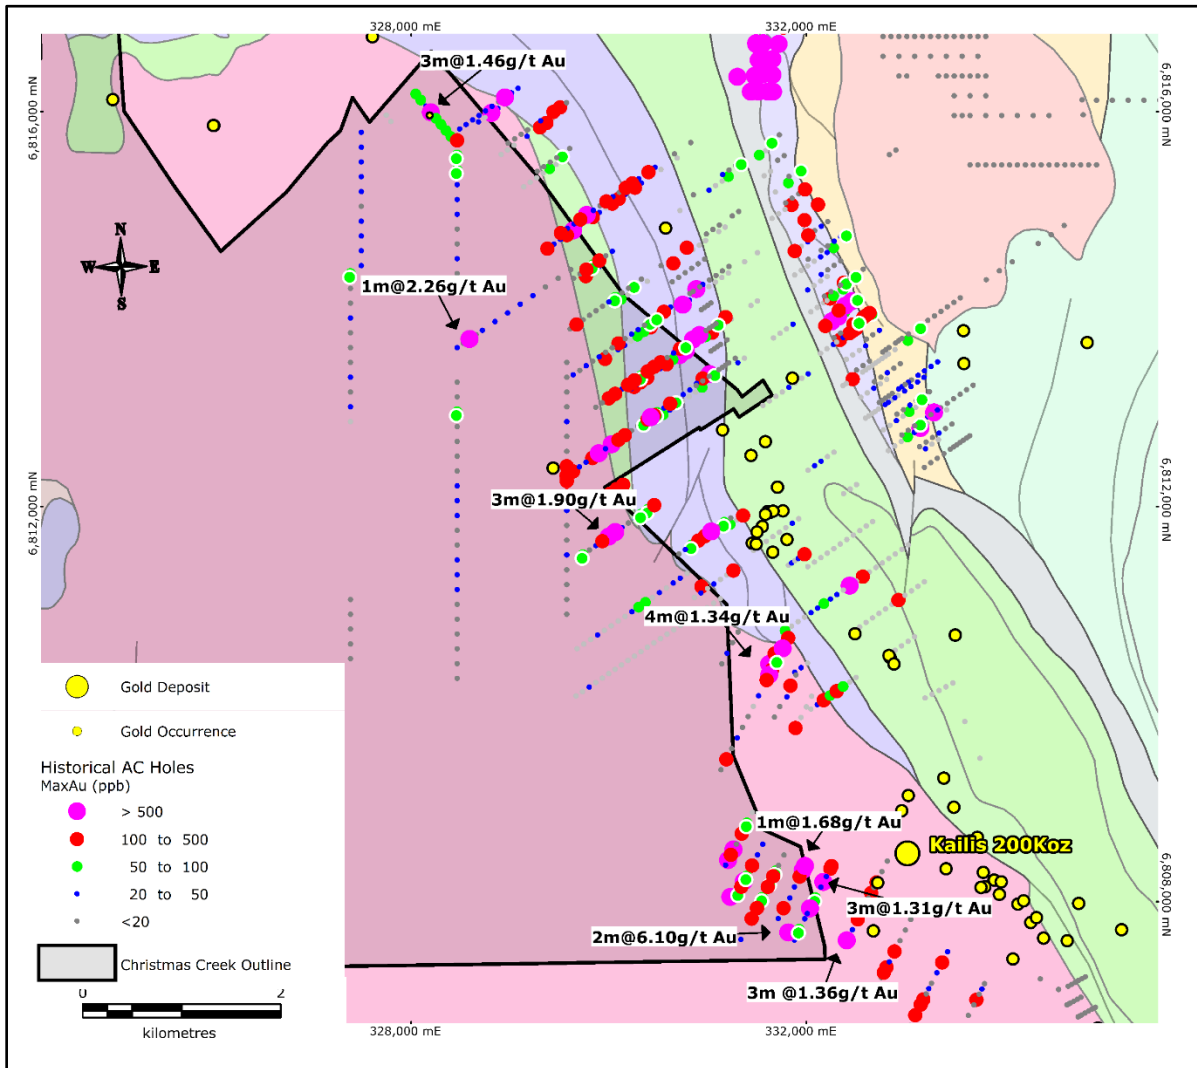 328,000 mE
332,000 mE
3m@1.46g/t Au
6,816,000 mN
6,816,000 mN
N
W
E
S
1m@2.26g/t Au
6,812,000 mN
6,812,000 mN
3m@1.90g/t Au
4m@1.34g/t Au
Gold Deposit
Gold Occurrence
Historical AC Holes
MaxAu (ppb)
> 500
100 to 500
50 to 100
20 to 50
<20
Christmas Creek Outline
0
2
kilometres
1m@1.68g/t Au
Kailis 200Koz
3m@1.31g/t Au
6,808,000 mN
2m@6.10g/t Au
3m @1.36g/t Au
328,000 mE
332,000 mE